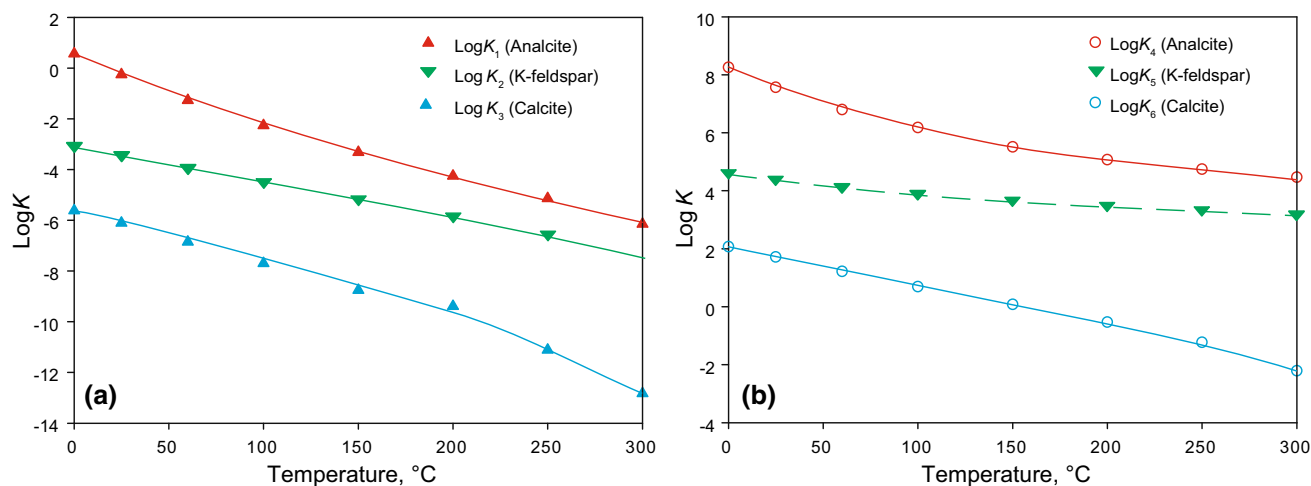 2
0
-2
-4
-6
-8
-10
-12
-14
LogK
LogK₁ (Analcite)
Log K₂ (K-feldspar)
Log K₃ (Calcite)
(a)
0 50 100 150 200 250 300
Temperature, °C
10
8
6
4
2
0
-2
-4
Log K
LogK₄ (Analcite)
LogK₅ (K-feldspar)
LogK₆ (Calcite)
(b)
0 50 100 150 200 250 300
Temperature, °C